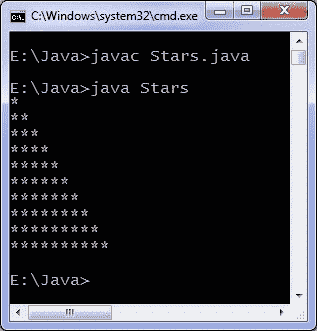 C:\Windows\system32\cmd.exe
E:\Java>javac Stars.java
E:\Java>java Stars
*
**
***
****
*****
******
*******
********
*********
**********
E:\Java>